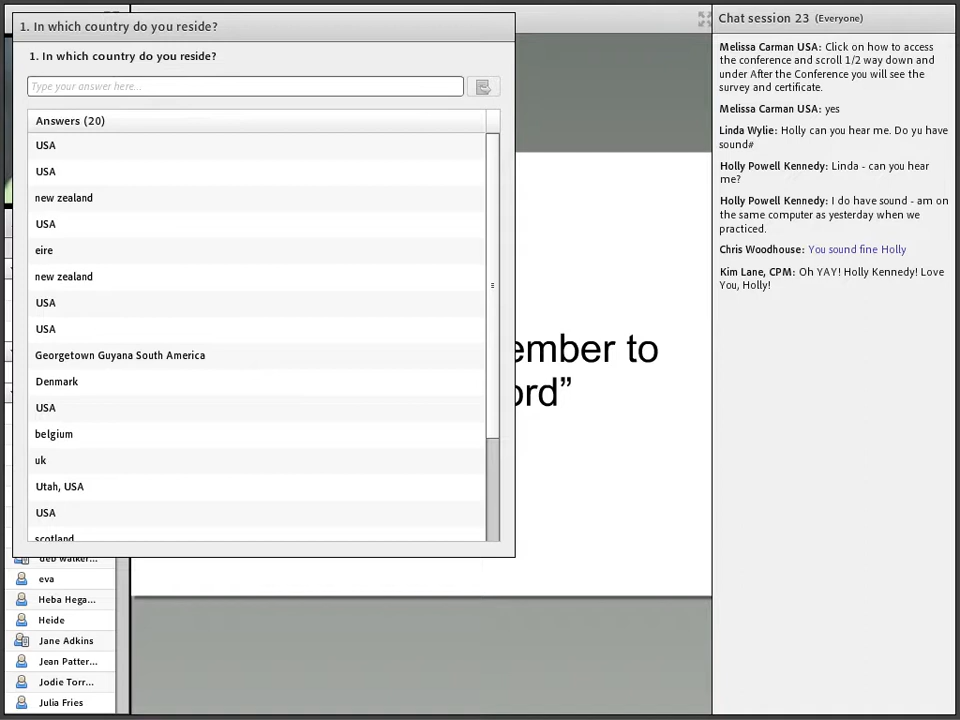 1. In which country do you reside?
1. In which country do you reside?
Type your answer here...
Answers (20)
USA
USA
new zealand
USA
eire
new zealand
USA
USA
Georgetown Guyana South America
Denmark
USA
belgium
uk
Utah, USA
USA
scotland
deb walker...
eva
Heba Hega...
Heide
Jane Adkins
Jean Patter...
Jodie Torr...
Julia Fries
ember to
ord”
Chat session 23 (Everyone)
Melissa Carman USA: Click on how to access
the conference and scroll 1/2 way down and
under After the Conference you will see the
survey and certificate.
Melissa Carman USA: yes
Linda Wylie: Holly can you hear me. Do yu have
sound#
Holly Powell Kennedy: Linda - can you hear
me?
Holly Powell Kennedy: I do have sound - am on
the same computer as yesterday when we
practiced.
Chris Woodhouse: You sound fine Holly
Kim Lane, CPM: Oh YAY! Holly Kennedy! Love
You, Holly!